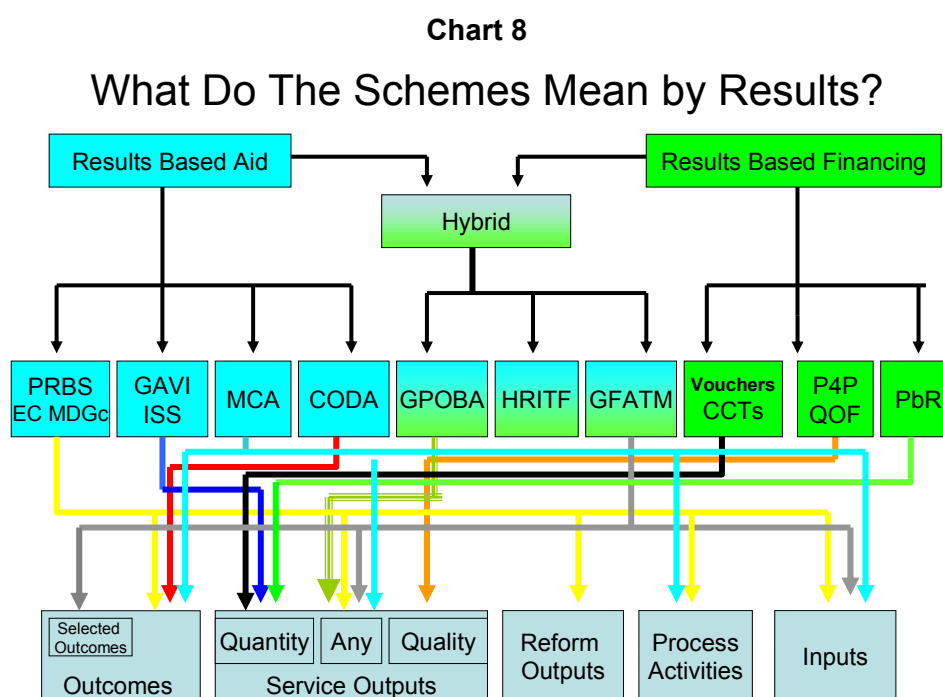 Chart 8
What Do The Schemes Mean by Results?
Results Based Aid
Results Based Financing
Hybrid
PRBS
EC MDGc
GAVI
ISS
MCA
CODA
GPOBA
HRITF
GFATM
Vouchers
CCTs
P4P
QOF
PbR
Selected
Outcomes
Outcomes
Quantity
Any
Quality
Service Outputs
Reform
Outputs
Process
Activities
Inputs